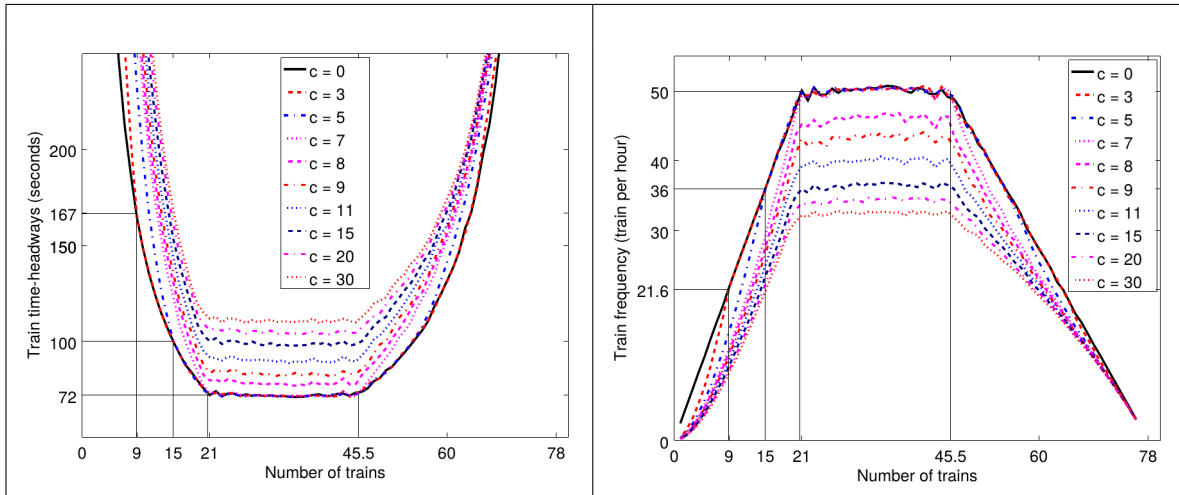 200
167
150
100
72
0
9
15
21
45.5
60
78
Train time-headways (seconds)
Number of trains
c = 0
c = 3
c = 5
c = 7
c = 8
c = 9
c = 11
c = 15
c = 20
c = 30
50
40
36
30
21.6
0
0
9
15
21
45.5
60
78
Train frequency (train per hour)
Number of trains
c = 0
c = 3
c = 5
c = 7
c = 8
c = 9
c = 11
c = 15
c = 20
c = 30